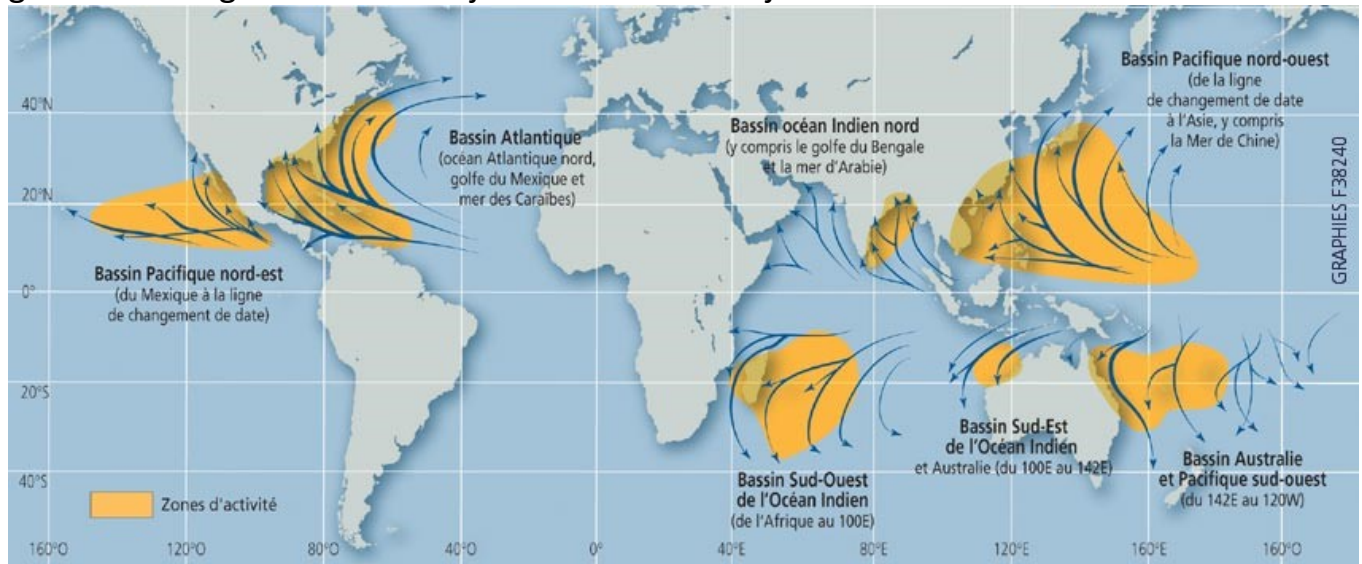 Bassin Pacifique nord-ouest
(de la ligne
de changement de date
à l'Asie, y compris
la Mer de Chine)
Bassin Atlantique
(océan Atlantique nord,
golfe du Mexique et
mer des Caraïbes)
Bassin océan Indien nord
(y compris le golfe du Bengale
et la mer d'Arabie)
GRAPHIES F38240
Bassin Pacifique nord-est
(du Mexique à la ligne
de changement de date)
Bassin Sud-Ouest
de l'Océan Indien
(de l'Afrique au 100E)
Bassin Sud-Est
de l'Océan Indien
et Australie (du 100E au 142E)
Bassin Australie
et Pacifique sud-ouest
(du 142E au 120W)
Zones d'activité
40°N
20°N
0°
20°S
40°S
160°O 120°O 80°O 40°O 0° 40°E 80°E 120°E 160°E 160°O